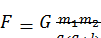 F = G m₁m₂